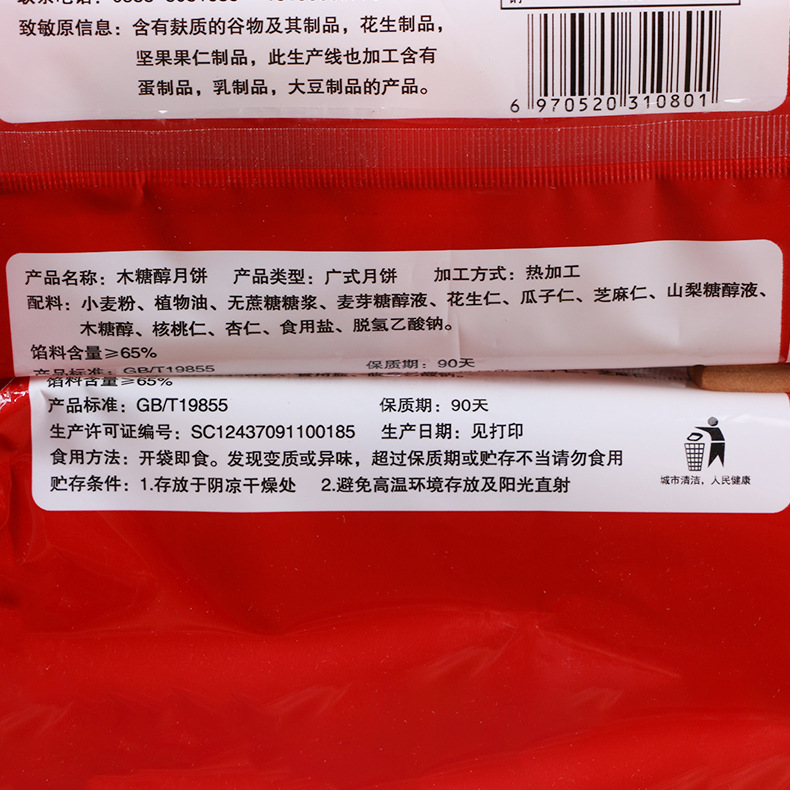 致敏原信息：含有麸质的谷物及其制品，花生制品，
坚果果仁制品，此生产线也加工含有
蛋制品，乳制品，大豆制品的产品。
6 970520 310801
产品名称：木糖醇月饼 产品类型：广式月饼 加工方式：热加工
配料：小麦粉、植物油、无蔗糖糖浆、麦芽糖醇液、花生仁、瓜子仁、芝麻仁、山梨糖醇液、
木糖醇、核桃仁、杏仁、食用盐、脱氢乙酸钠。
馅料含量≥65%
产品标准：GB/T19855 保质期：90天
馅料含量≥65%
产品标准：GB/T19855 保质期：90天
生产许可证编号：SC12437091100185 生产日期：见打印
食用方法：开袋即食。发现变质或异味，超过保质期或贮存不当请勿食用
贮存条件：1.存放于阴凉干燥处 2.避免高温环境存放及阳光直射
城市清洁，人民健康